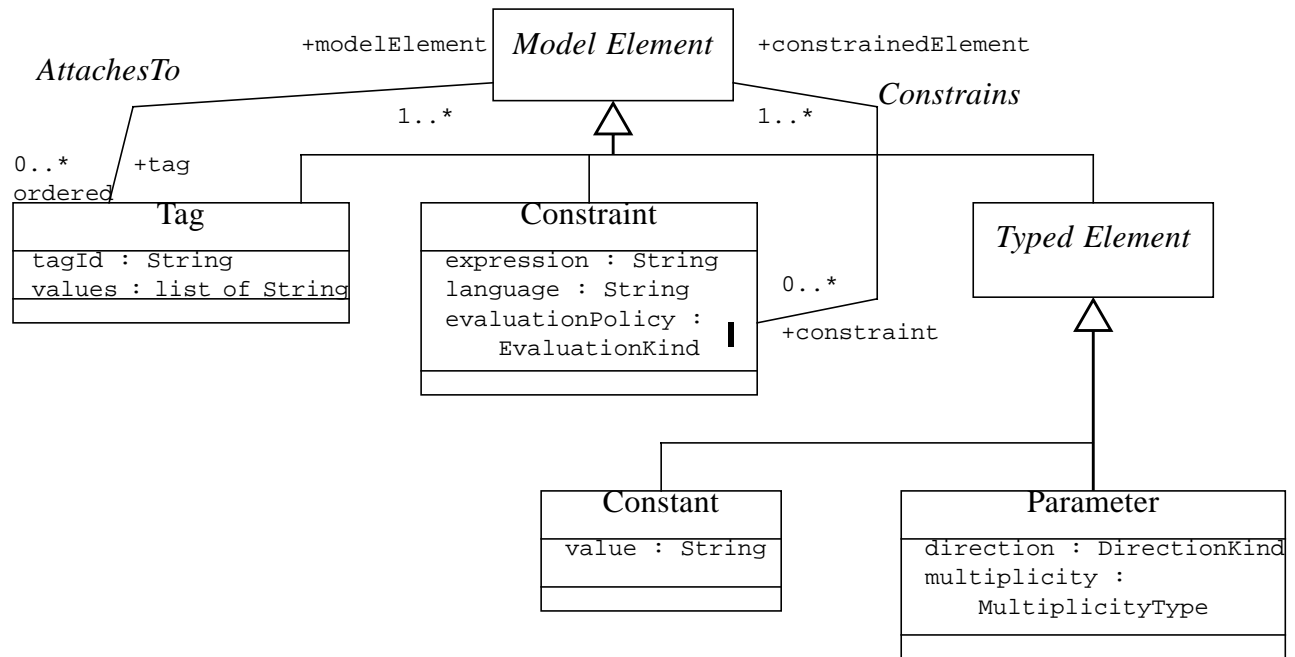 +modelElement
Model Element
+constrainedElement
AttachesTo
Constrains
1..*
1..*
0..*
+tag
ordered
Tag
tagId : String
values : list of String
Constraint
expression : String
language : String
evaluationPolicy :
EvaluationKind
0..*
+constraint
Typed Element
Constant
value : String
Parameter
direction : DirectionKind
multiplicity :
MultiplicityType